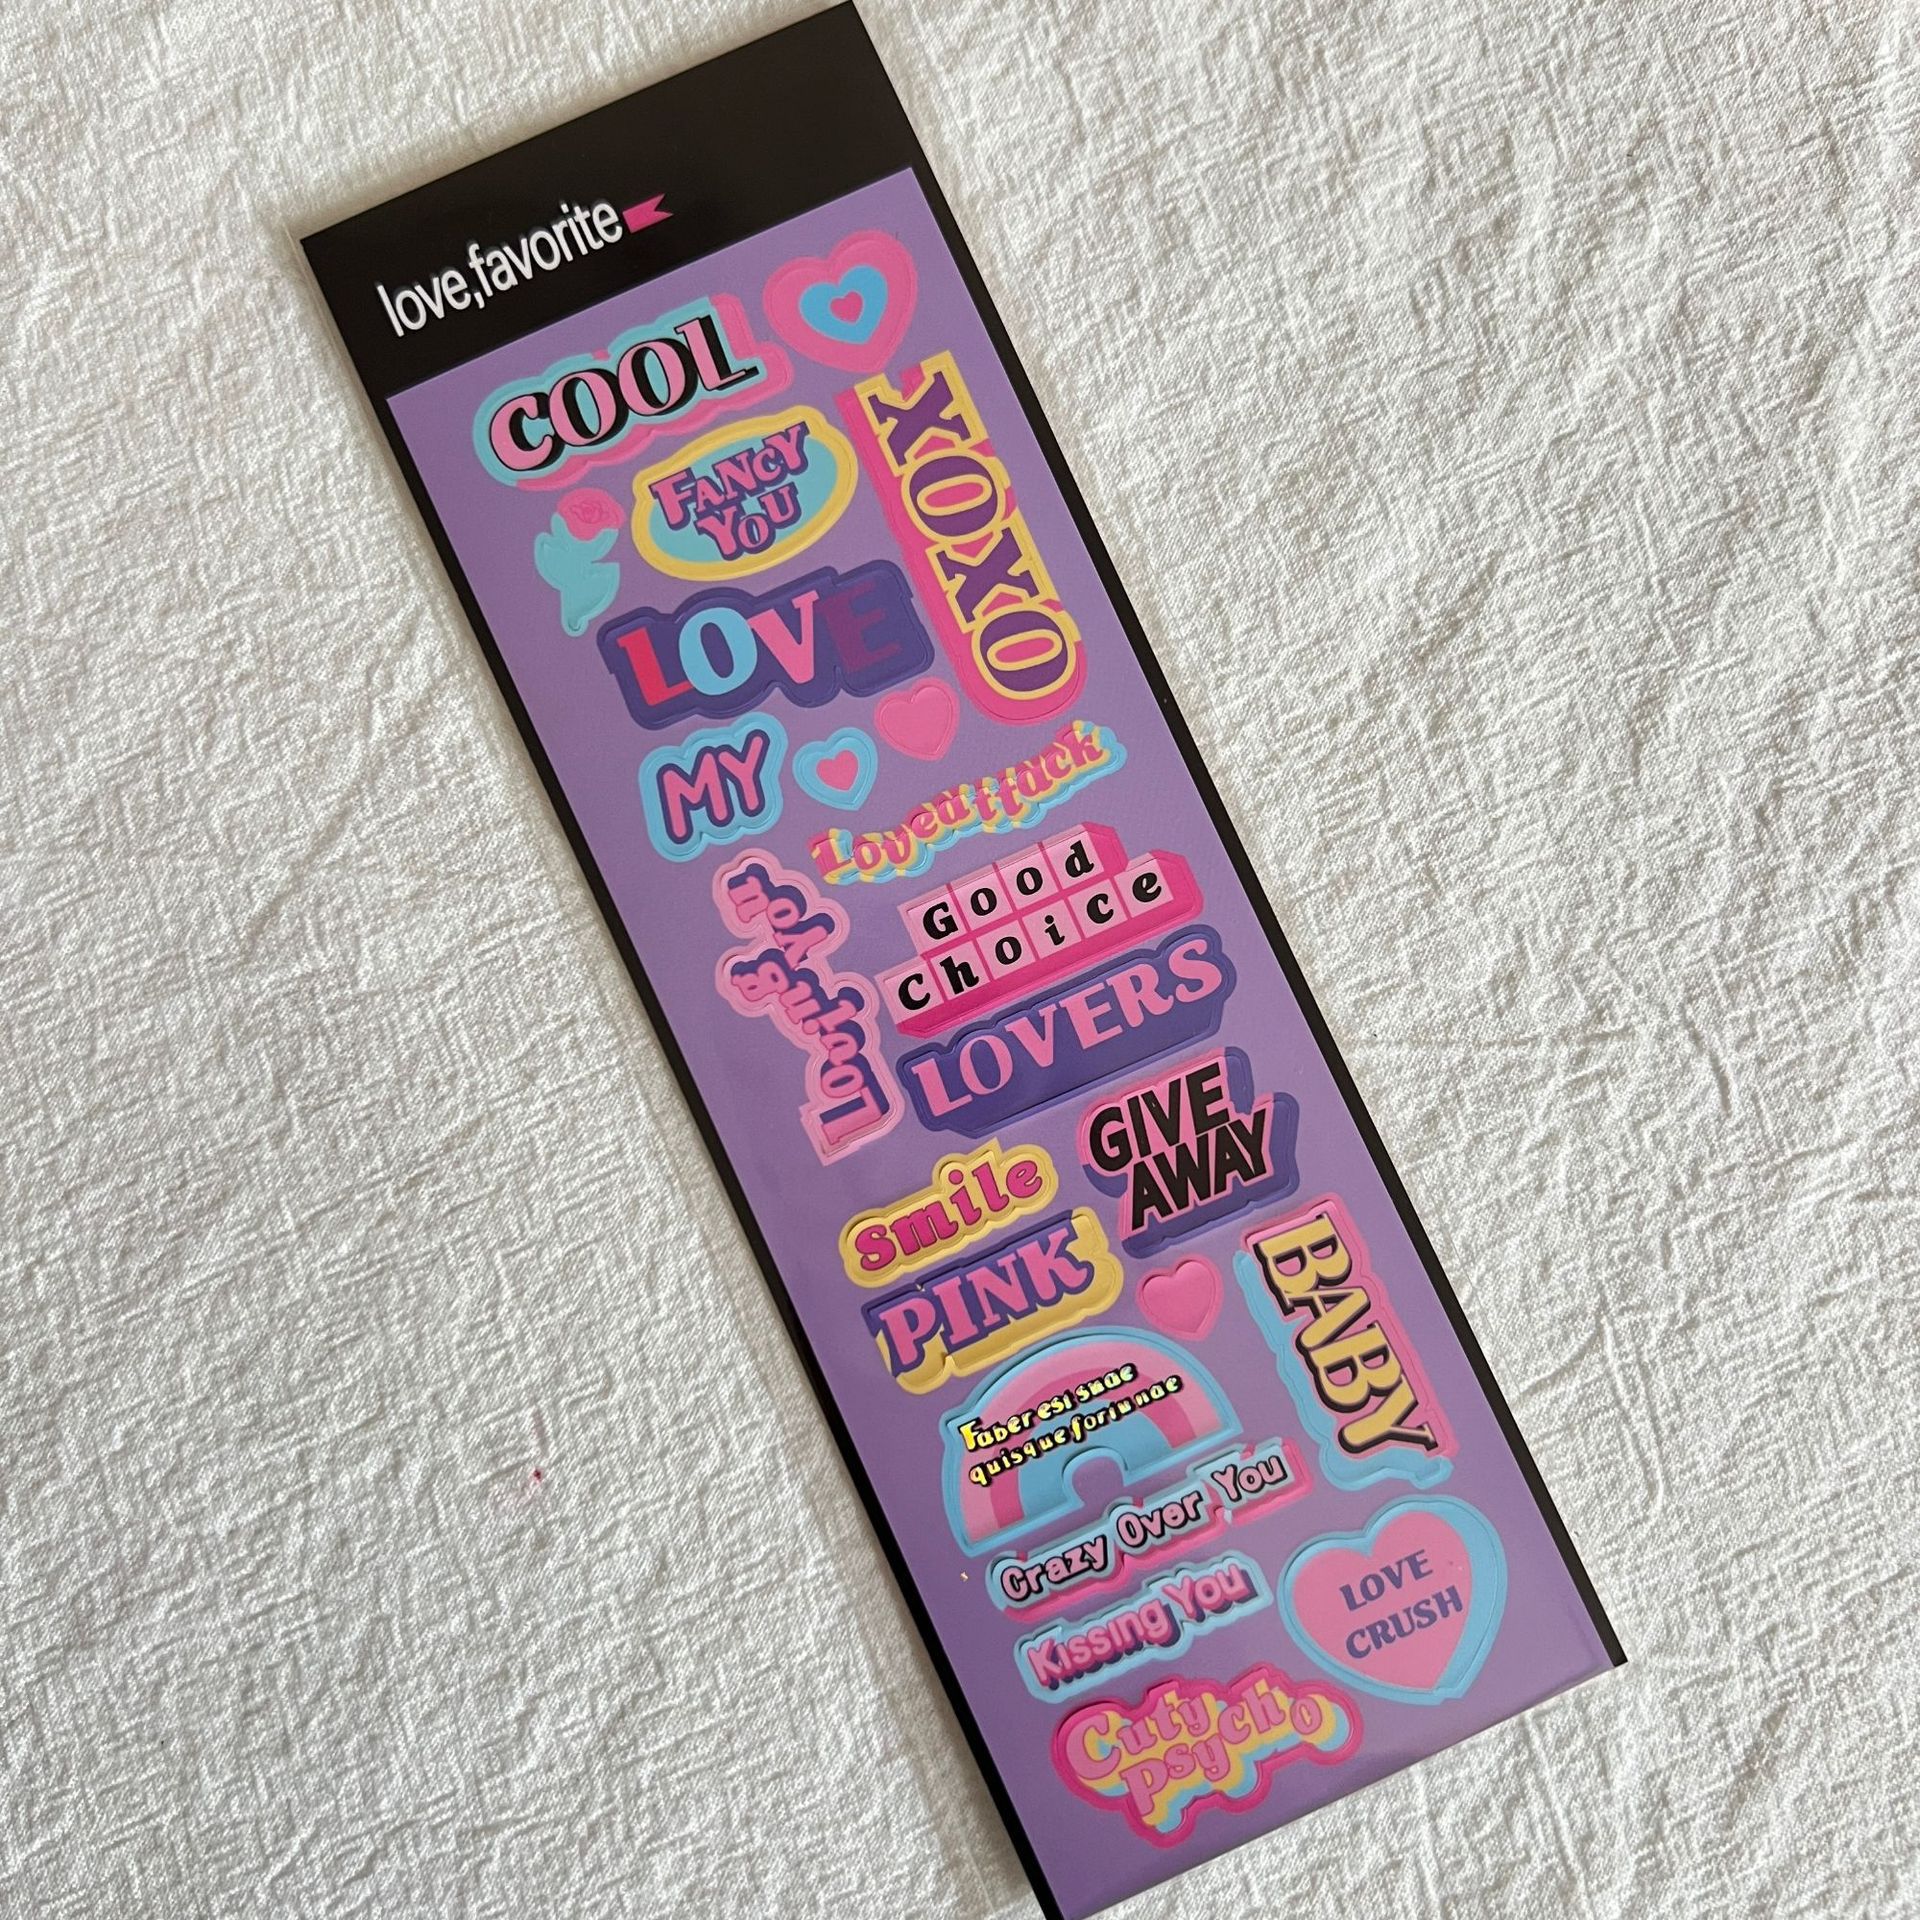 love,favorite
COOL
FANCY
YOU
XOXO
LOVE
MY
Loveattack
Good
choice
Loving you
LOVERS
GIVE
AWAY
smile
PINK
BABY
Faber est suae
quisque fortunae
Crazy Over You
Kissing You
LOVE
CRUSH
Cuty
psycho